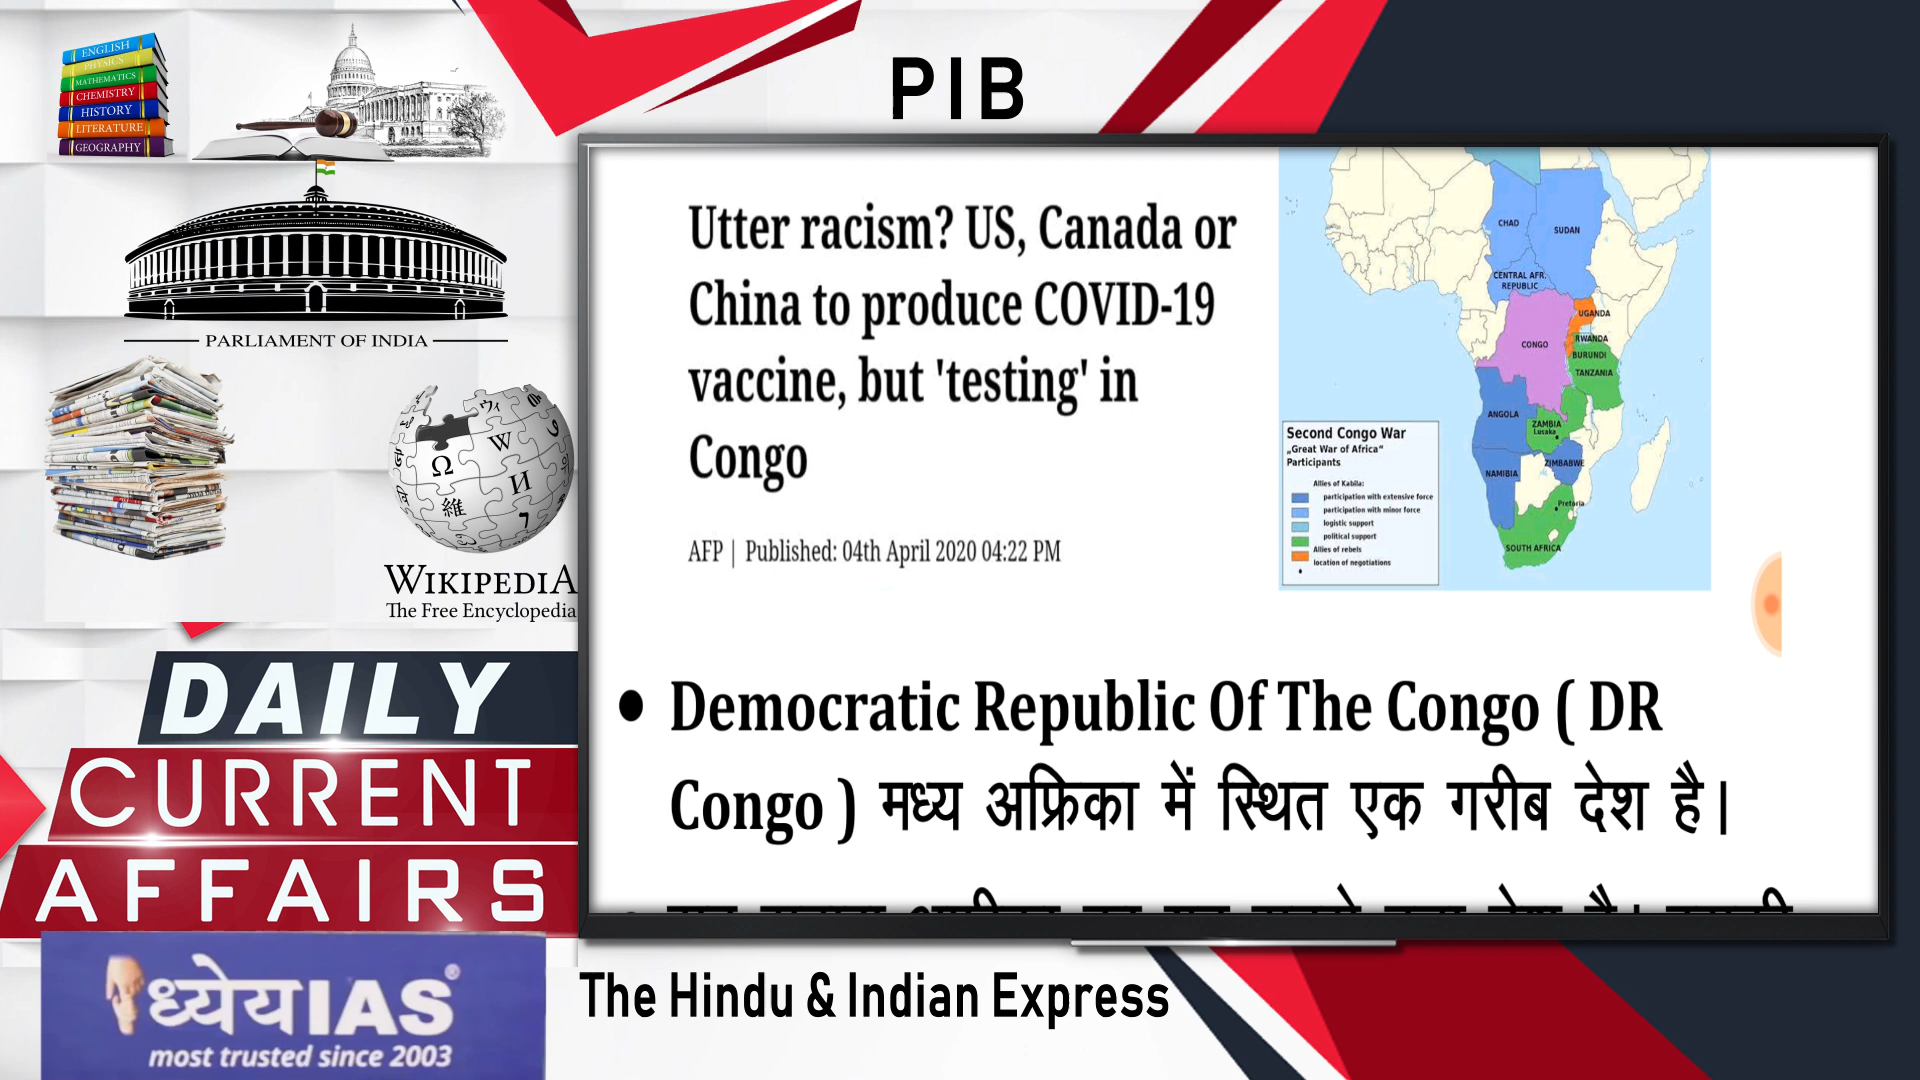 PIB
ENGLISH
PHYSICS
MATHEMATICS
CHEMISTRY
HISTORY
LITERATURE
GEOGRAPHY
PARLIAMENT OF INDIA
Ω
W
И
維
ウィ
7
WIKIPEDIA
The Free Encyclopedia
DAILY
CURRENT
AFFAIRS
ध्येयIAS®
most trusted since 2003
Utter racism? US, Canada or
China to produce COVID-19
vaccine, but 'testing' in
Congo
AFP | Published: 04th April 2020 04:22 PM
CHAD
SUDAN
CENTRAL AFR.
REPUBLIC
UGANDA
RWANDA
CONGO
BURUNDI
TANZANIA
ANGOLA
ZAMBIA
Lusaka
ZIMBABWE
NAMIBIA
Pretoria
SOUTH AFRICA
Second Congo War
„Great War of Africa“
Participants
Allies of Kabila:
participation with extensive force
participation with minor force
logistic support
political support
Allies of rebels
location of negotiations
• Democratic Republic Of The Congo ( DR
Congo ) मध्य अफ्रिका में स्थित एक गरीब देश है।
The Hindu & Indian Express